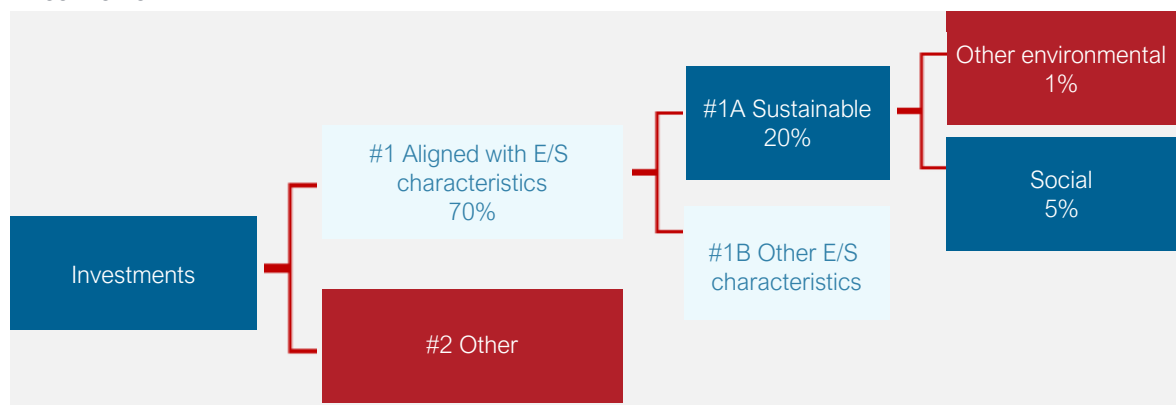 Investments
#1 Aligned with E/S
characteristics
70%
#2 Other
#1A Sustainable
20%
#1B Other E/S
characteristics
Other environmental
1%
Social
5%